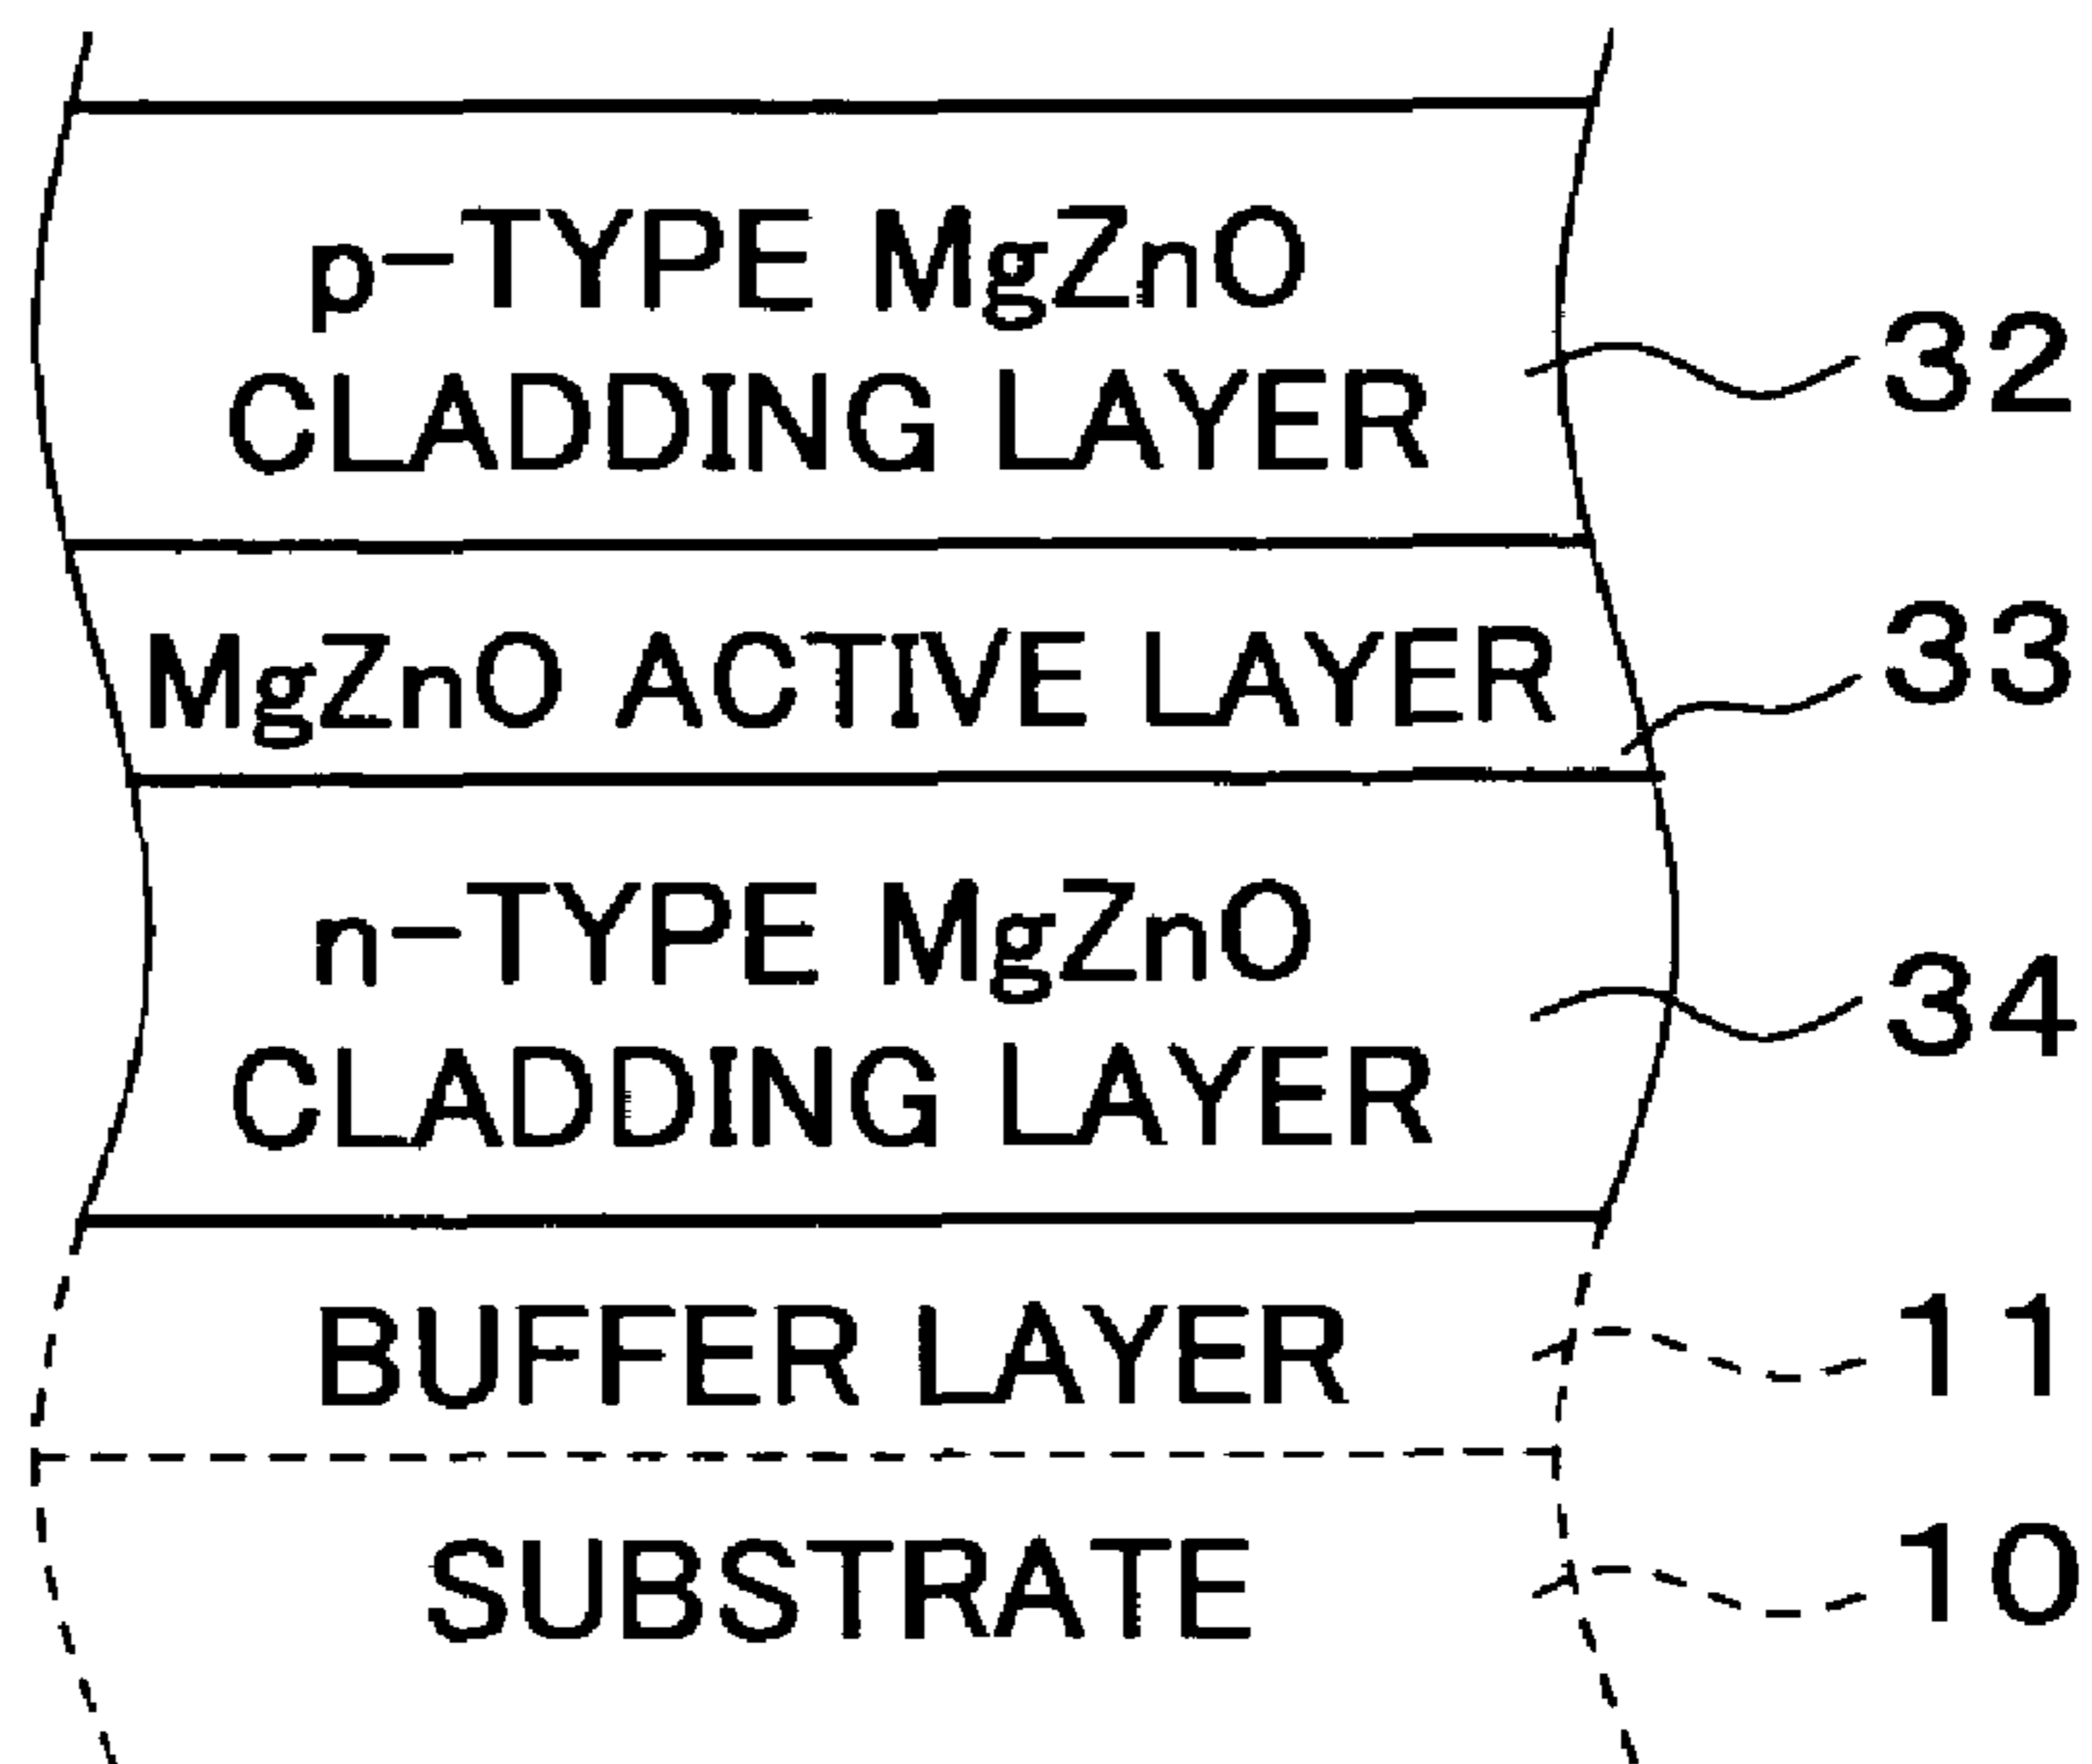 p-TYPE MgZnO
CLADDING LAYER
32
MgZnO ACTIVE LAYER
33
n-TYPE MgZnO
CLADDING LAYER
34
BUFFER LAYER
11
SUBSTRATE
10